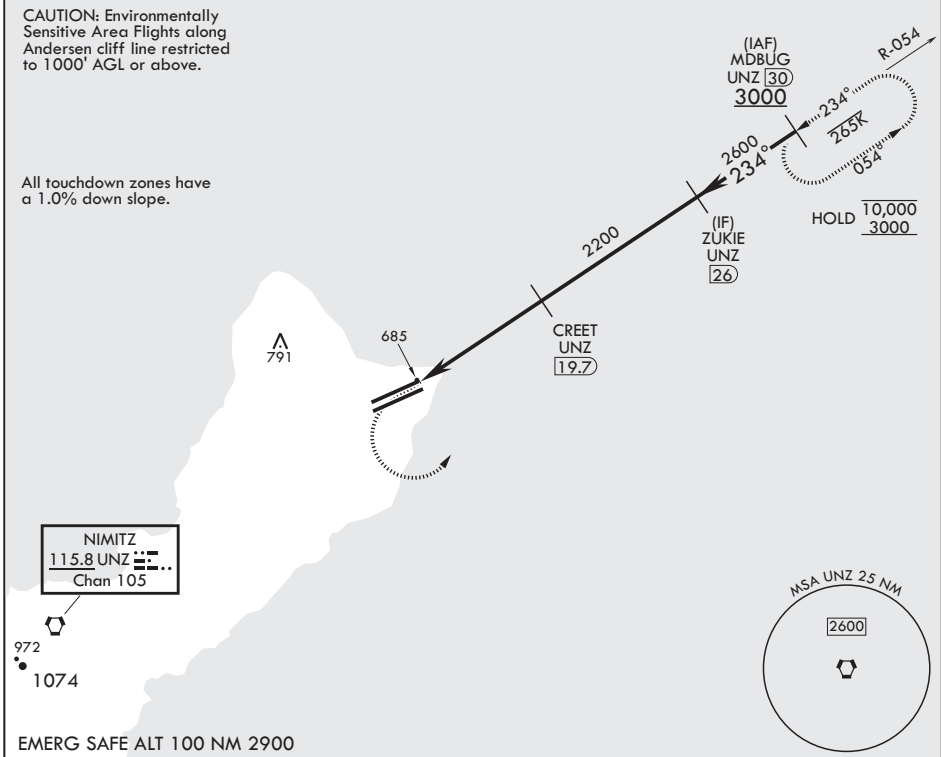 CAUTION: Environmentally
Sensitive Area Flights along
Andersen cliff line restricted
to 1000' AGL or above.
All touchdown zones have
a 1.0% down slope.
(IAF)
MDBUG
UNZ 30
3000
R-054
234°
265K
054°
HOLD 10,000
3000
2600
234°
(IF)
ZUKIE
UNZ
26
2200
CREET
UNZ
19.7
685
791
NIMITZ
115.8 UNZ
Chan 105
972
1074
MSA UNZ 25 NM
2600
EMERG SAFE ALT 100 NM 2900